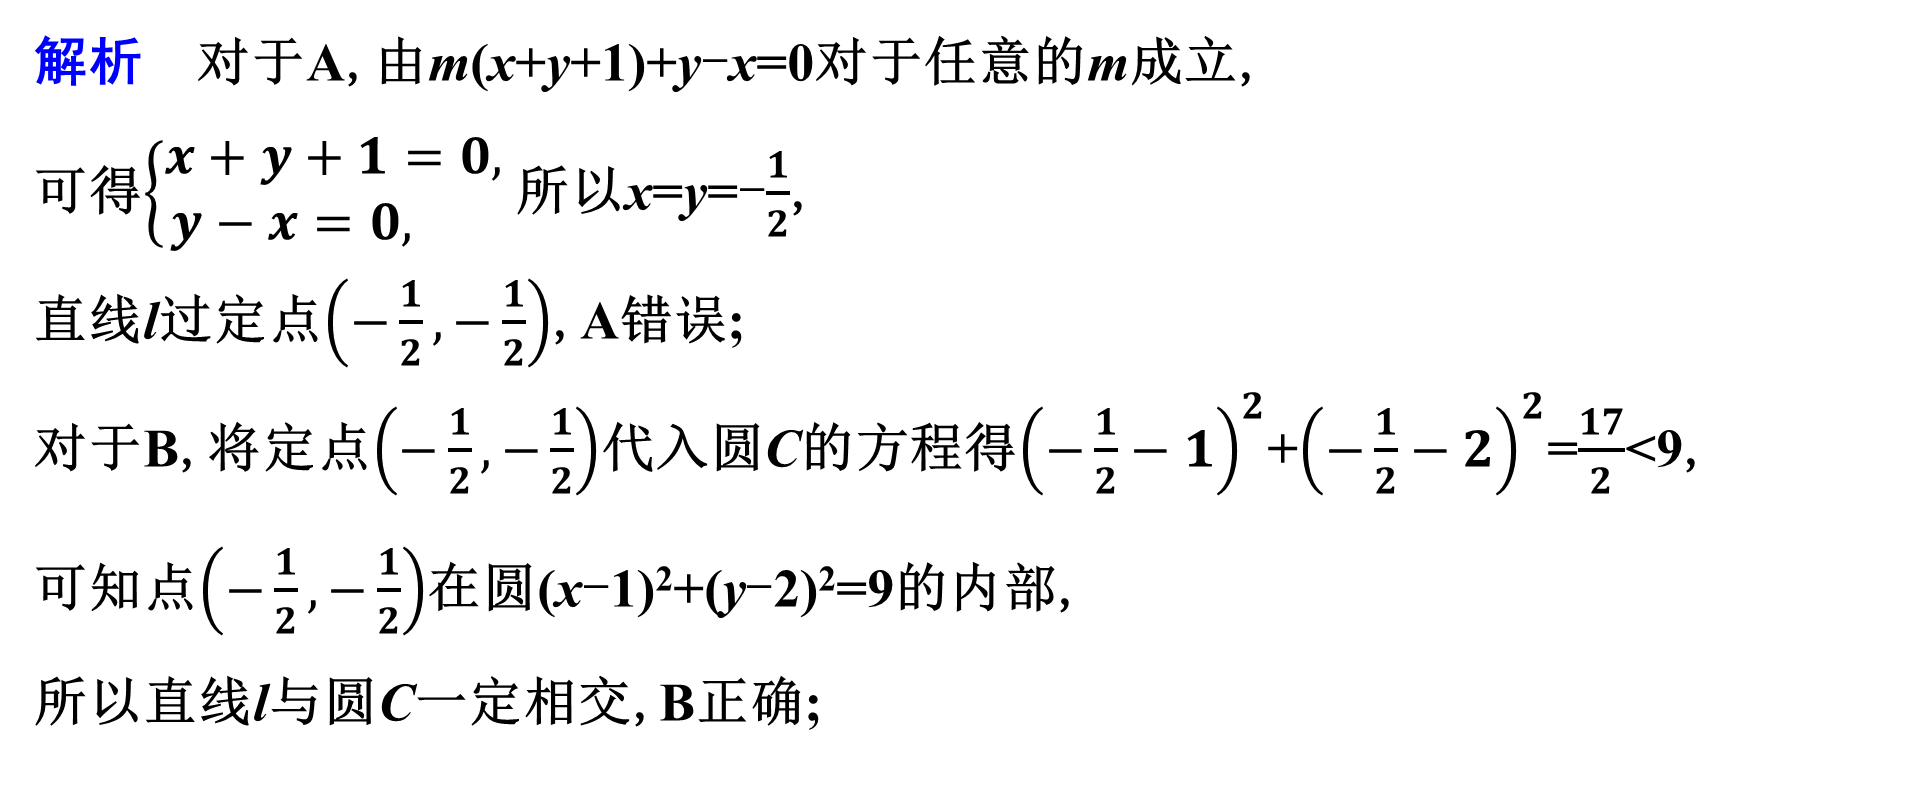 解析 对于A, 由m(x+y+1)+y−x=0对于任意的m成立,
可得{x + y + 1 = 0, y − x = 0, 所以x=y=−1/2,
直线l过定点(−1/2, −1/2), A错误;
对于B, 将定点(−1/2, −1/2)代入圆C的方程得(−1/2 − 1)²+(−1/2 − 2)²=17/2<9,
可知点(−1/2, −1/2)在圆(x−1)²+(y−2)²=9的内部,
所以直线l与圆C一定相交, B正确;